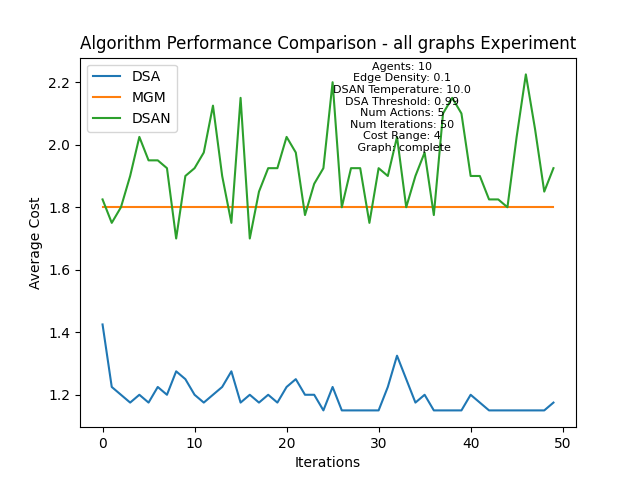 Algorithm Performance Comparison - all graphs Experiment
DSA
MGM
DSAN
Agents: 10
Edge Density: 0.1
DSAN Temperature: 10.0
DSA Threshold: 0.99
Num Actions: 5
Num Iterations: 50
Cost Range: 4
Graph: complete
Average Cost
2.2
2.0
1.8
1.6
1.4
1.2
0
10
20
30
40
50
Iterations